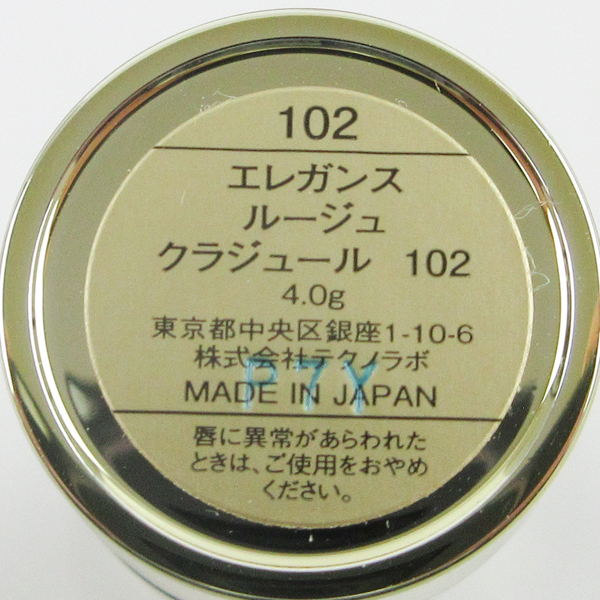 102
エレガンス
ルージュ
クラジュール 102
4.0g
東京都中央区銀座1-10-6
株式会社テクノラボ
P7Y
MADE IN JAPAN
唇に異常があらわれた
ときは、ご使用をおやめ
ください。